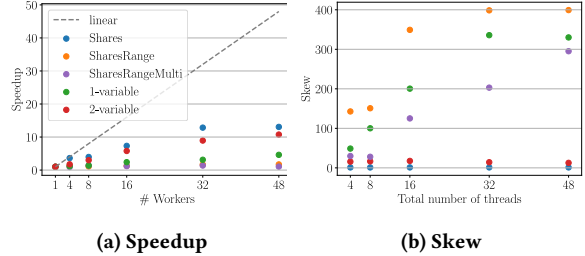 50
40
30
20
10
0
Speedup
linear
Shares
SharesRange
SharesRangeMulti
1-variable
2-variable
1 4 8 16 32 48
# Workers
(a) Speedup
400
300
200
100
0
Skew
4 8 16 32 48
Total number of threads
(b) Skew